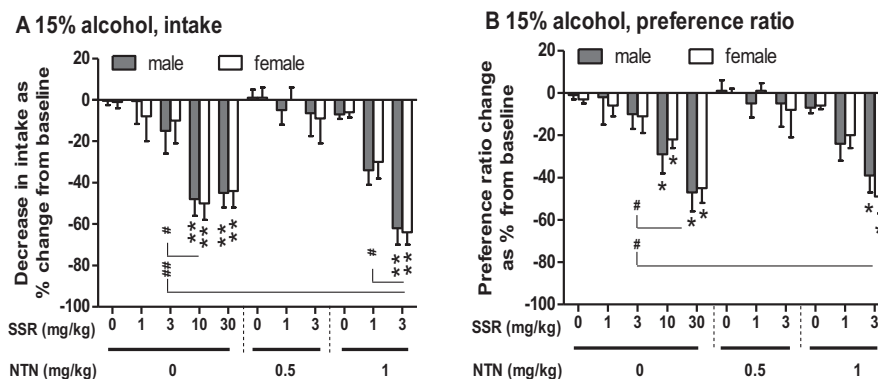 A 15% alcohol, intake
male female
Decrease in intake as
% change from baseline
20
0
-20
-40
-60
-80
-100
# ## ** ** ** ** # ** **
SSR (mg/kg) 0 1 3 10 30 0 1 3 0 1 3
NTN (mg/kg) 0 0.5 1
B 15% alcohol, preference ratio
male female
Preference ratio change
as % from baseline
20
0
-20
-40
-60
-80
-100
# # * * * * * *
SSR (mg/kg) 0 1 3 10 30 0 1 3 0 1 3
NTN (mg/kg) 0 0.5 1